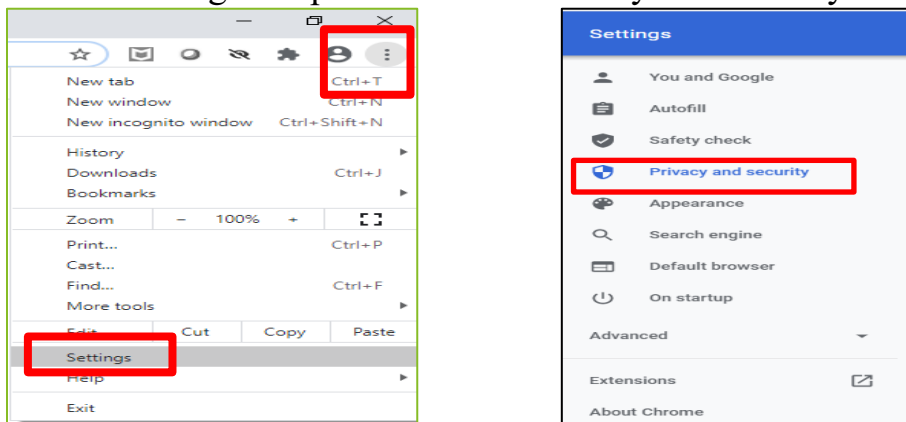 New tab Ctrl+T
New window Ctrl+N
New incognito window Ctrl+Shift+N
History
Downloads Ctrl+J
Bookmarks
Zoom - 100% +
Print... Ctrl+P
Cast...
Find... Ctrl+F
More tools
Edit Cut Copy Paste
Settings
Help
Exit
Settings
You and Google
Autofill
Safety check
Privacy and security
Appearance
Search engine
Default browser
On startup
Advanced
Extensions
About Chrome